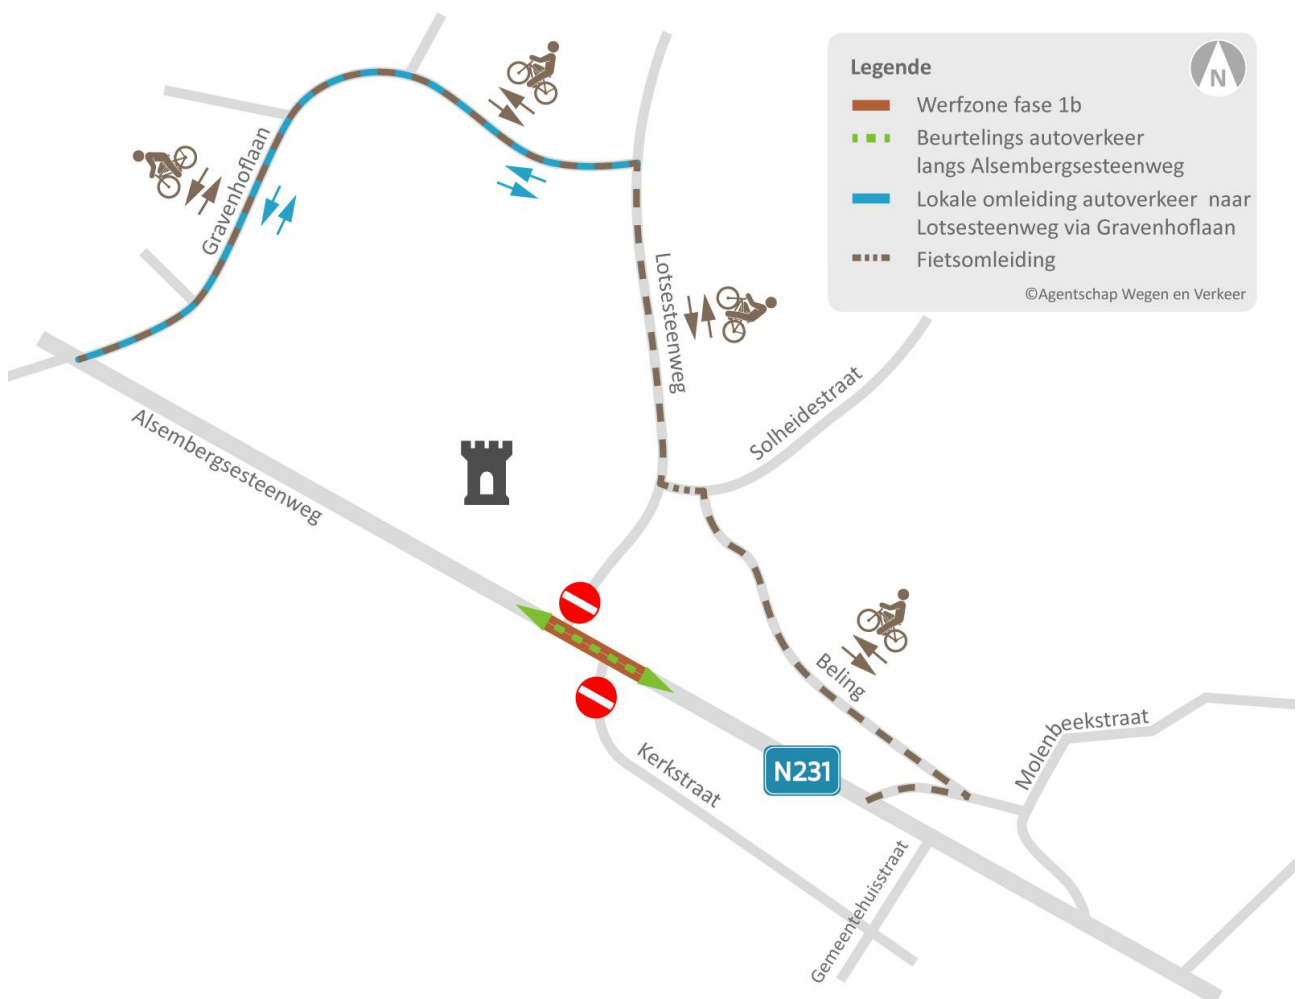 Legende
N
Werfzone fase 1b
Beurtelings autoverkeer
langs Alsembergsesteenweg
Lokale omleiding autoverkeer naar
Lotsesteenweg via Gravenhoflaan
Fietsomleiding
©Agentschap Wegen en Verkeer
Gravenhoflaan
Lotsesteenweg
Solheidestraat
Alsembergsesteenweg
Beling
Molenbeekstraat
Kerkstraat
N231
Gemeentehuisstraat